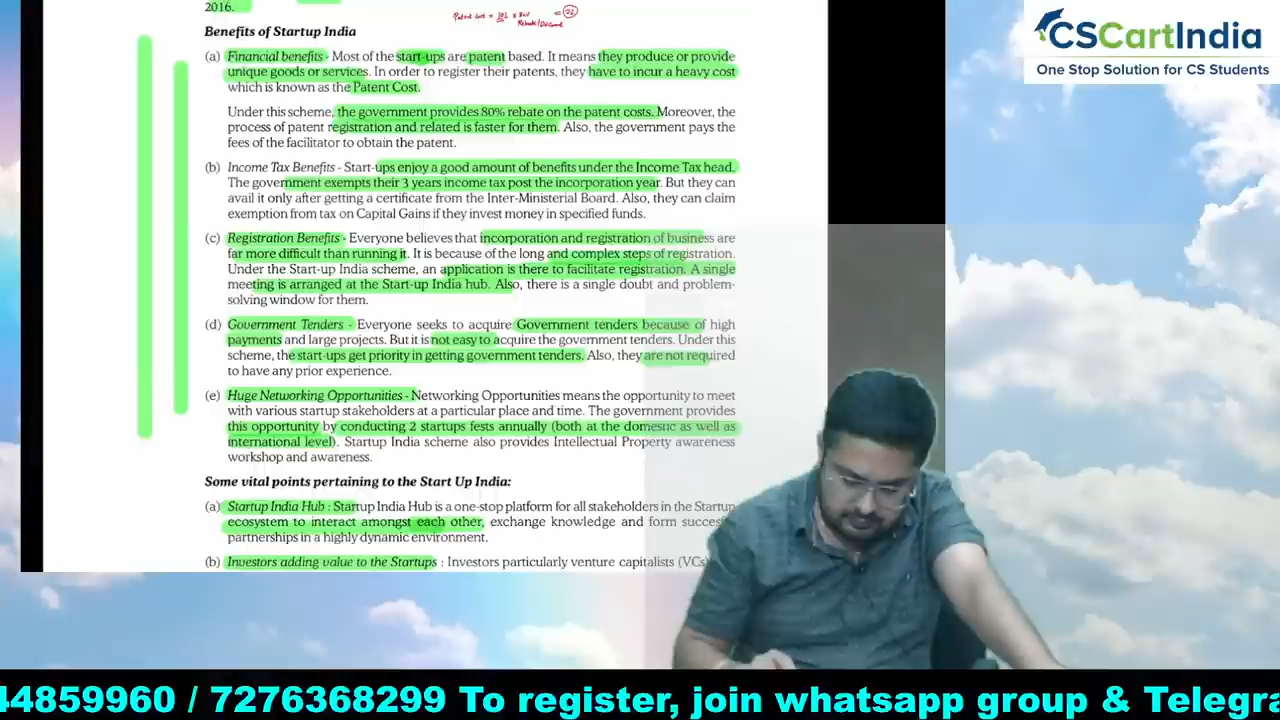 2016.
Patent Cost = 10L × 80% = 2L
Rebate/Discount
CSCartIndia
One Stop Solution for CS Students
Benefits of Startup India
(a) Financial benefits - Most of the start-ups are patent based. It means they produce or provide
unique goods or services. In order to register their patents, they have to incur a heavy cost
which is known as the Patent Cost.
Under this scheme, the government provides 80% rebate on the patent costs. Moreover, the
process of patent registration and related is faster for them. Also, the government pays the
fees of the facilitator to obtain the patent.
(b) Income Tax Benefits - Start-ups enjoy a good amount of benefits under the Income Tax head.
The government exempts their 3 years income tax post the incorporation year. But they can
avail it only after getting a certificate from the Inter-Ministerial Board. Also, they can claim
exemption from tax on Capital Gains if they invest money in specified funds.
(c) Registration Benefits - Everyone believes that incorporation and registration of business are
far more difficult than running it. It is because of the long and complex steps of registration.
Under the Start-up India scheme, an application is there to facilitate registration. A single
meeting is arranged at the Start-up India hub. Also, there is a single doubt and problem-
solving window for them.
(d) Government Tenders - Everyone seeks to acquire Government tenders because of high
payments and large projects. But it is not easy to acquire the government tenders. Under this
scheme, the start-ups get priority in getting government tenders. Also, they are not required
to have any prior experience.
(e) Huge Networking Opportunities - Networking Opportunities means the opportunity to meet
with various startup stakeholders at a particular place and time. The government provides
this opportunity by conducting 2 startups fests annually (both at the domestic as well as
international level). Startup India scheme also provides Intellectual Property awareness
workshop and awareness.
Some vital points pertaining to the Start Up India:
(a) Startup India Hub : Startup India Hub is a one-stop platform for all stakeholders in the Startup
ecosystem to interact amongst each other, exchange knowledge and form
partnerships in a highly dynamic environment.
(b) Investors adding value to the Startups : Investors particularly venture capitalists (VCs)
44859960 / 7276368299 To register, join whatsapp group & Telegra